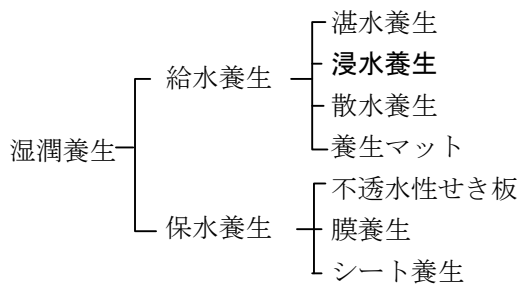 湛水養生
給水養生
浸水養生
散水養生
湿潤養生
養生マット
不透水性せき板
保水養生
膜養生
シート養生